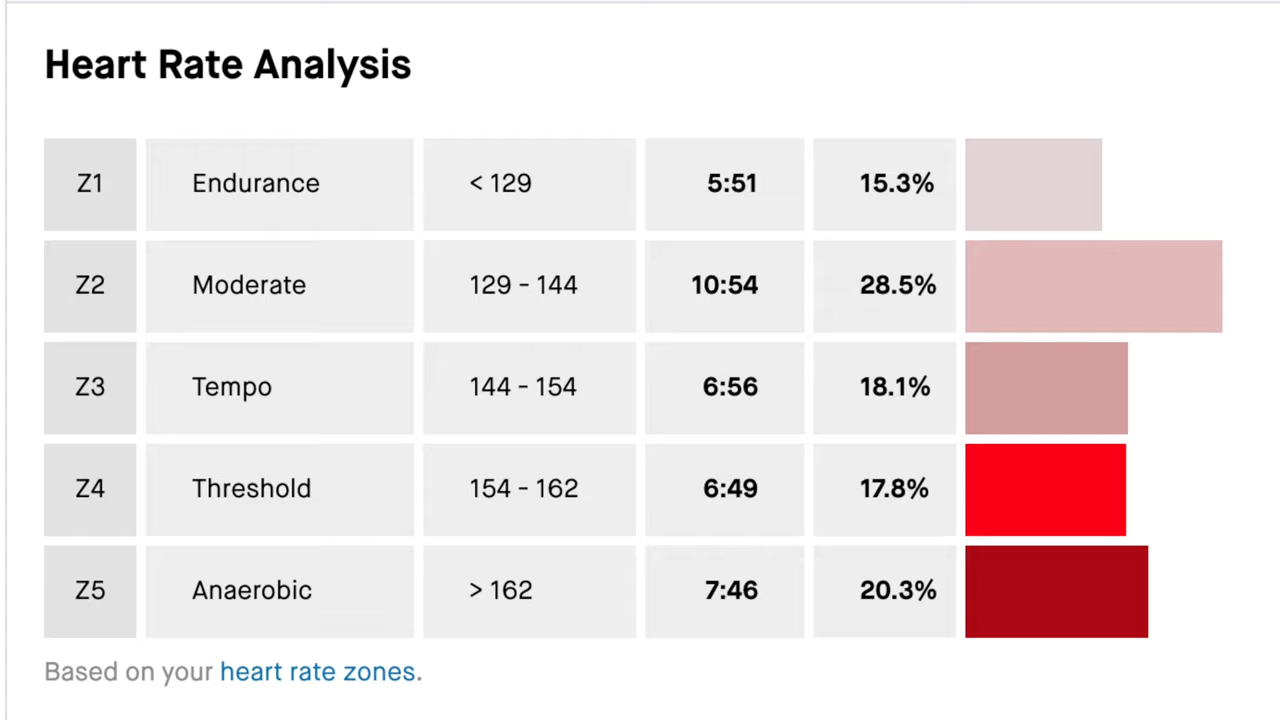 Heart Rate Analysis
Z1 Endurance < 129 5:51 15.3%
Z2 Moderate 129 - 144 10:54 28.5%
Z3 Tempo 144 - 154 6:56 18.1%
Z4 Threshold 154 - 162 6:49 17.8%
Z5 Anaerobic > 162 7:46 20.3%
Based on your heart rate zones.